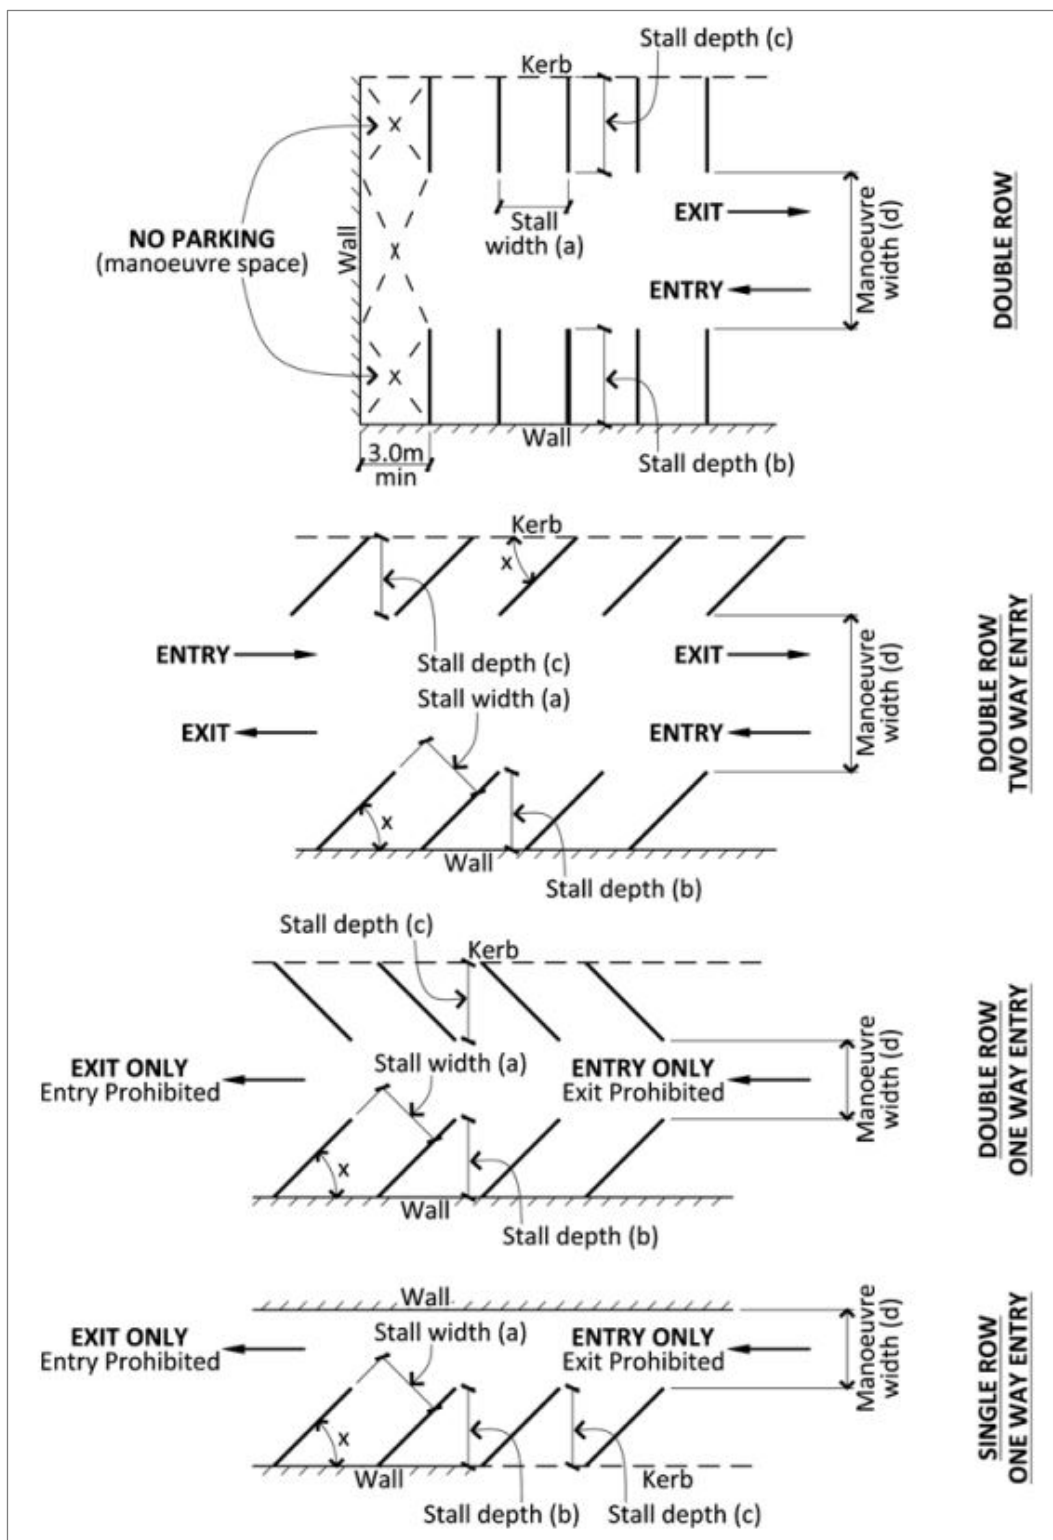 Stall depth (c)
Kerb
X
EXIT
Stall
width (a)
NO PARKING
(manoeuvre space)
Wall
X
ENTRY
Manoeuvre
width (d)
DOUBLE ROW
X
Wall
3.0m
min
Stall depth (b)
Kerb
x
ENTRY
Stall depth (c)
EXIT
Stall width (a)
EXIT
ENTRY
Manoeuvre
width (d)
DOUBLE ROW
TWO WAY ENTRY
x
Wall
Stall depth (b)
Stall depth (c)
Kerb
EXIT ONLY
Entry Prohibited
Stall width (a)
ENTRY ONLY
Exit Prohibited
Manoeuvre
width (d)
DOUBLE ROW
ONE WAY ENTRY
x
Wall
Stall depth (b)
Wall
EXIT ONLY
Entry Prohibited
Stall width (a)
ENTRY ONLY
Exit Prohibited
Manoeuvre
width (d)
SINGLE ROW
ONE WAY ENTRY
x
Wall
Kerb
Stall depth (b)
Stall depth (c)